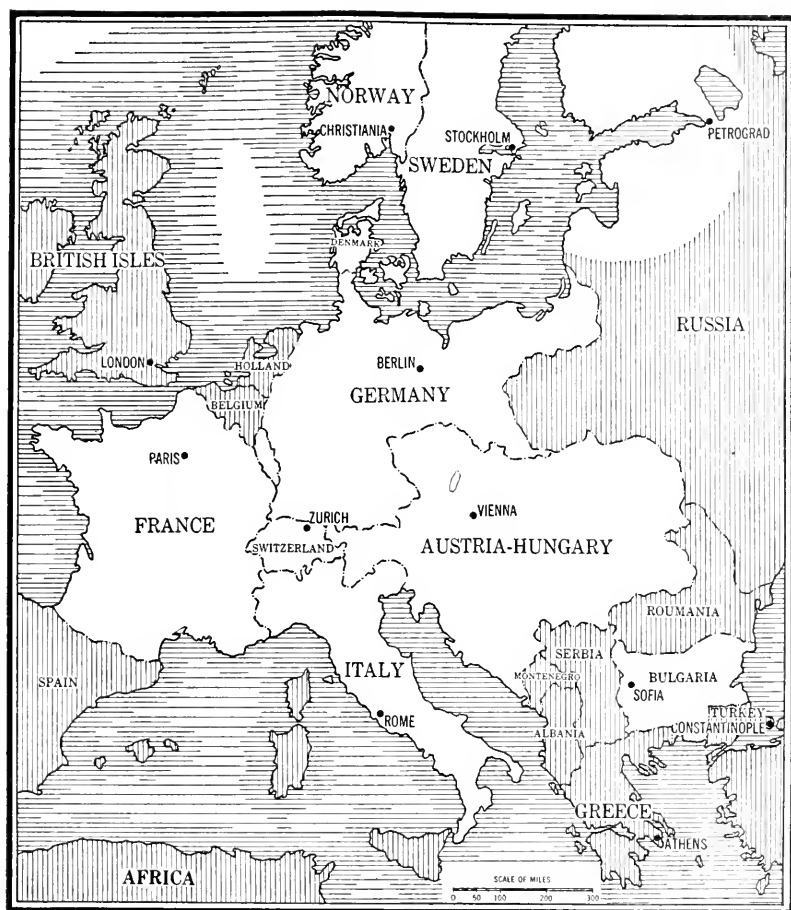 NORWAY
CHRISTIANIA
STOCKHOLM
SWEDEN
PETROGRAD
DENMARK
BRITISH ISLES
RUSSIA
LONDON
HOLLAND
BERLIN
GERMANY
BELGIUM
PARIS
FRANCE
ZURICH
SWITZERLAND
VIENNA
AUSTRIA-HUNGARY
ROUMANIA
SERBIA
ITALY
MONTENEGRO
BULGARIA
SOFIA
SPAIN
ROME
ALBANIA
TURKEY
CONSTANTINOPLE
GREECE
ATHENS
AFRICA
SCALE OF MILES
0 50 100 200 300